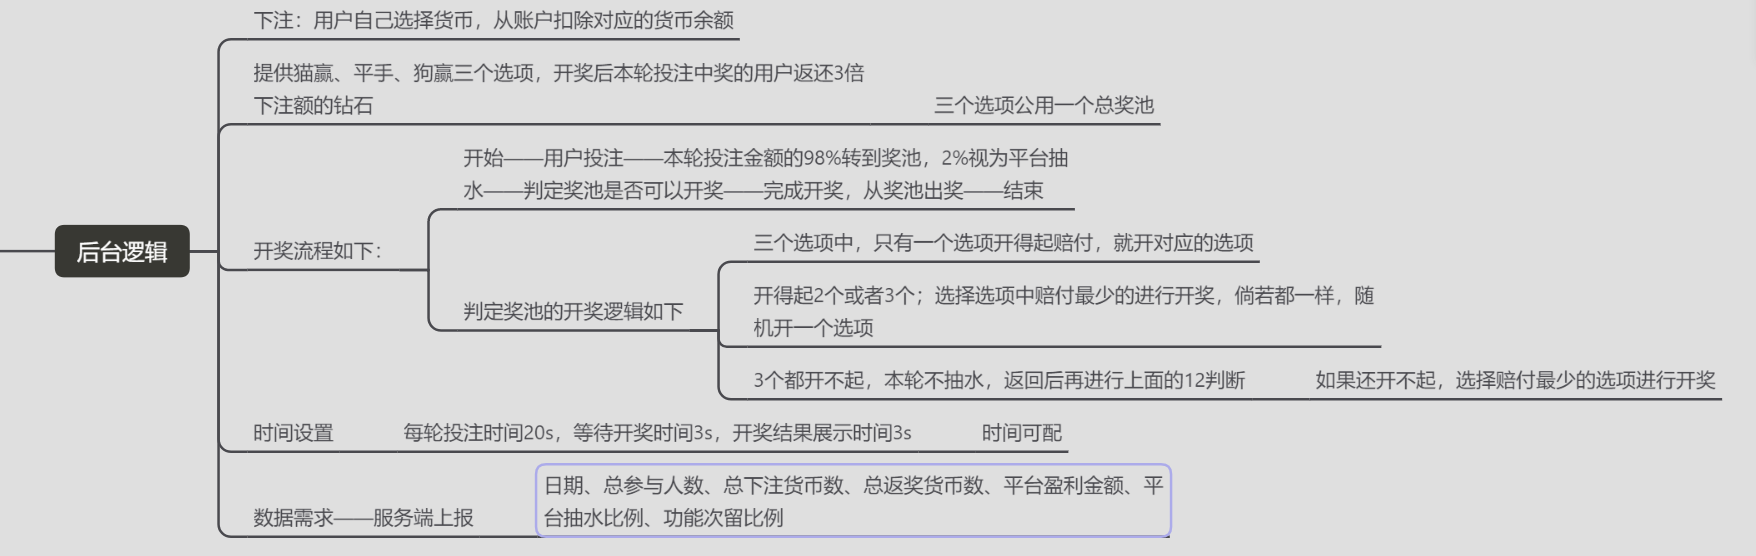 下注：用户自己选择货币，从账户扣除对应的货币余额
提供猫赢、平手、狗赢三个选项，开奖后本轮投注中奖的用户返还3倍
下注额的钻石
三个选项公用一个总奖池
开始——用户投注——本轮投注金额的98%转到奖池，2%视为平台抽
水——判定奖池是否可以开奖——完成开奖，从奖池出奖——结束
后台逻辑
开奖流程如下：
三个选项中，只有一个选项开得起赔付，就开对应的选项
判定奖池的开奖逻辑如下
开得起2个或者3个；选择选项中赔付最少的进行开奖，倘若都一样，随
机开一个选项
3个都开不起，本轮不抽水，返回后再进行上面的12判断
如果还开不起，选择赔付最少的选项进行开奖
时间设置
每轮投注时间20s，等待开奖时间3s，开奖结果展示时间3s
时间可配
数据需求——服务端上报
日期、总参与人数、总下注货币数、总返奖货币数、平台盈利金额、平
台抽水比例、功能次留比例